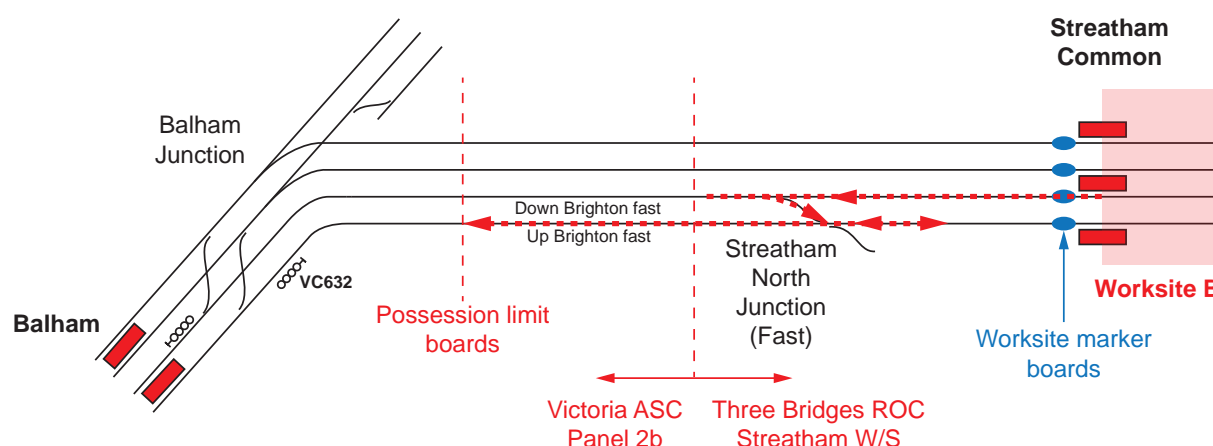 Streatham
Common
Balham
Junction
Down Brighton fast
Up Brighton fast
VC632
Streatham
North
Junction
(Fast)
Worksite E
Balham
Possession limit
boards
Worksite marker
boards
Victoria ASC
Panel 2b
Three Bridges ROC
Streatham W/S